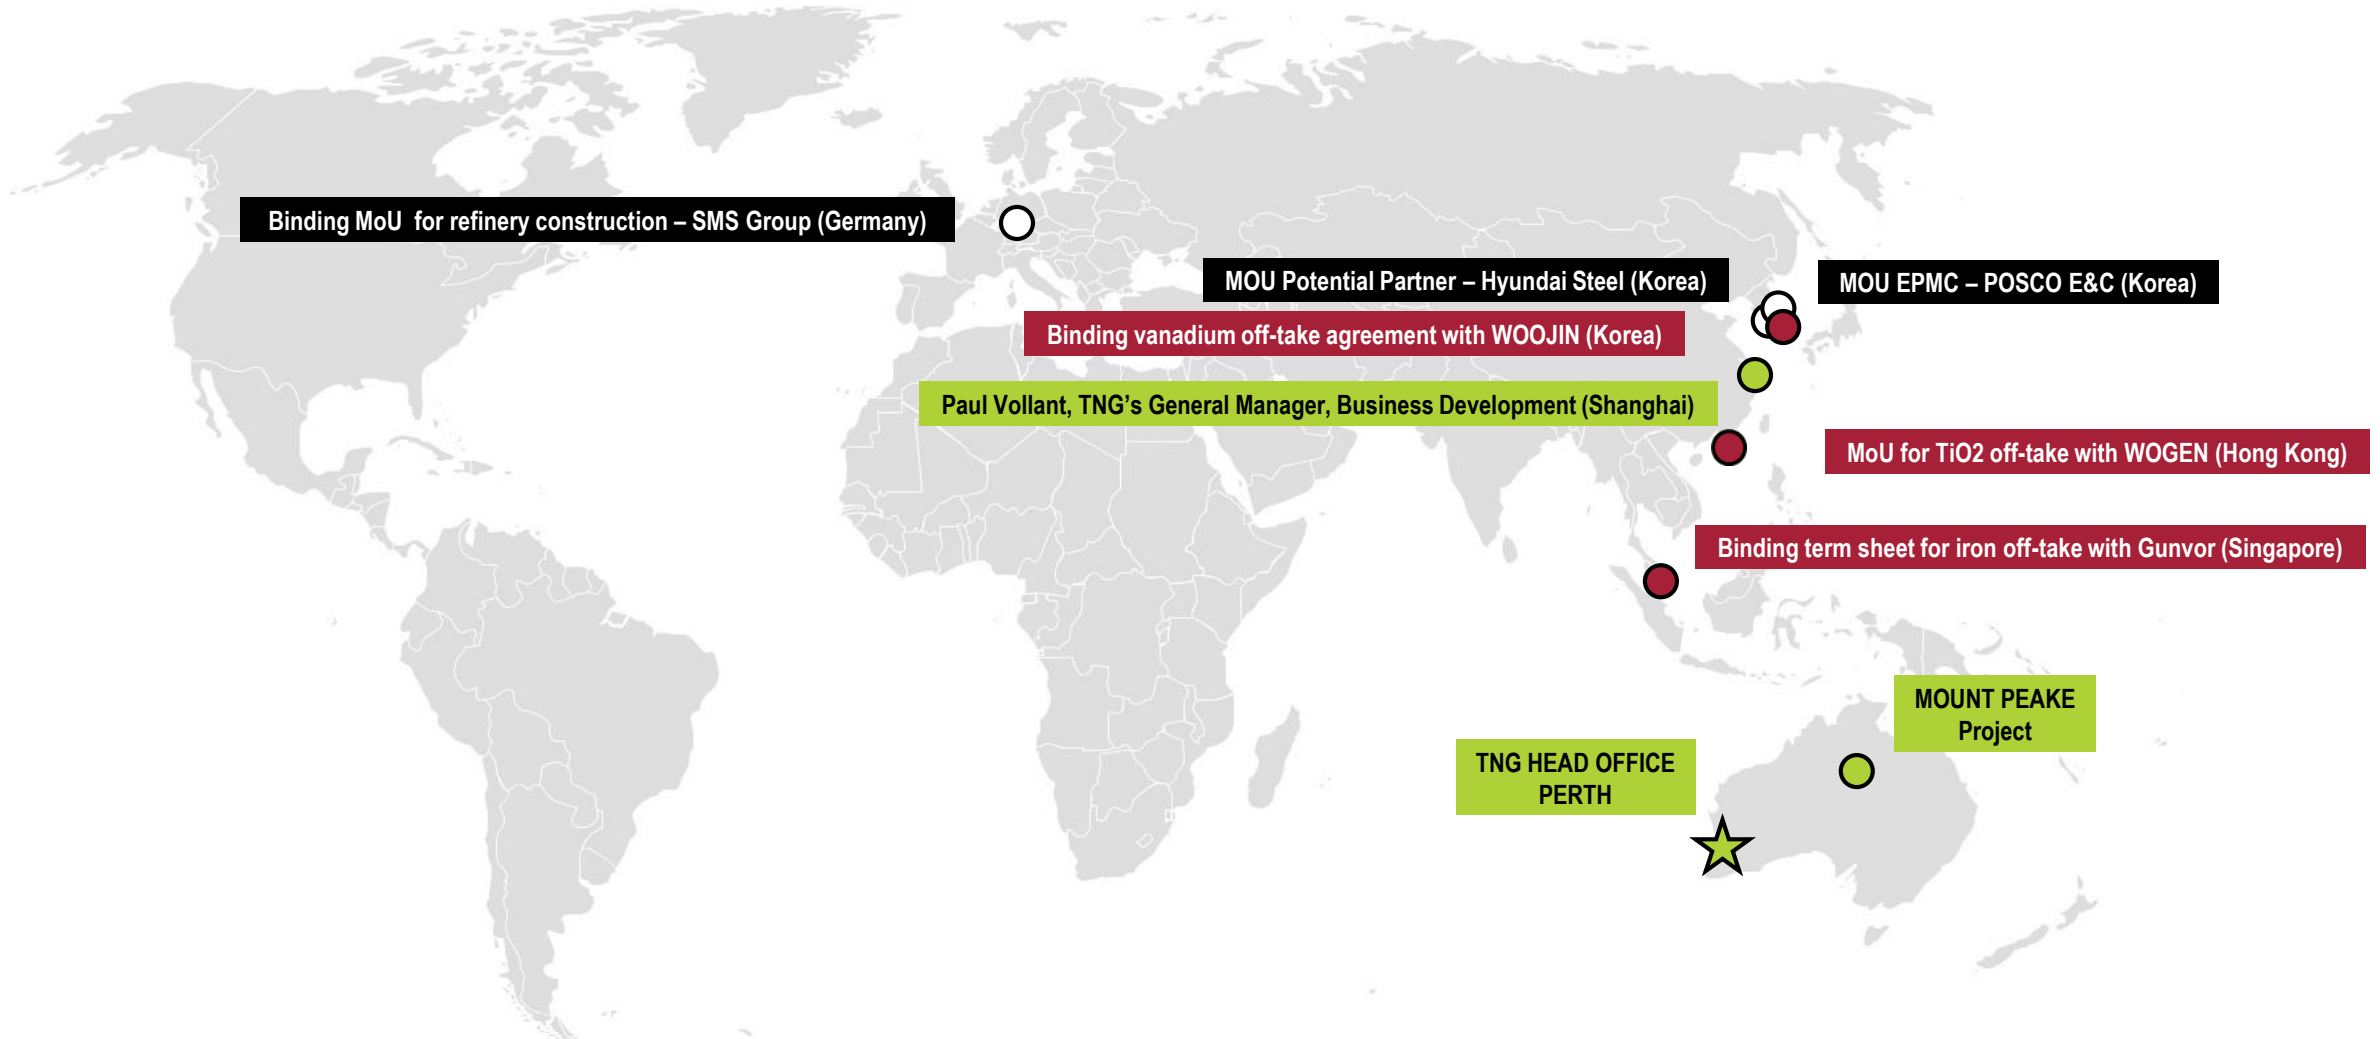 Binding MoU  for refinery construction – SMS Group (Germany)
MOU Potential Partner – Hyundai Steel (Korea)
MOU EPMC – POSCO E&C (Korea)
Binding vanadium off-take agreement with WOOJIN (Korea)
Paul Vollant, TNG’s General Manager, Business Development (Shanghai)
MoU for TiO2 off-take with WOGEN (Hong Kong)
Binding term sheet for iron off-take with Gunvor (Singapore)
MOUNT PEAKE
Project
TNG HEAD OFFICE
PERTH